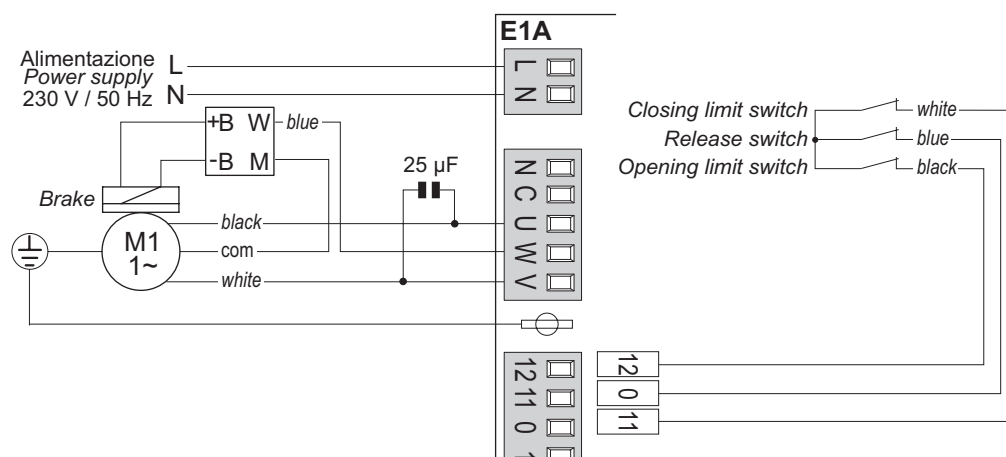 E1A
Alimentazione L
Power supply
230 V / 50 Hz N
L
N
+B W blue
-B M
Brake
25 µF
black
M1
1~
com
white
N
C
U
W
V
Closing limit switch white
Release switch blue
Opening limit switch black
12
11
0
12
0
11